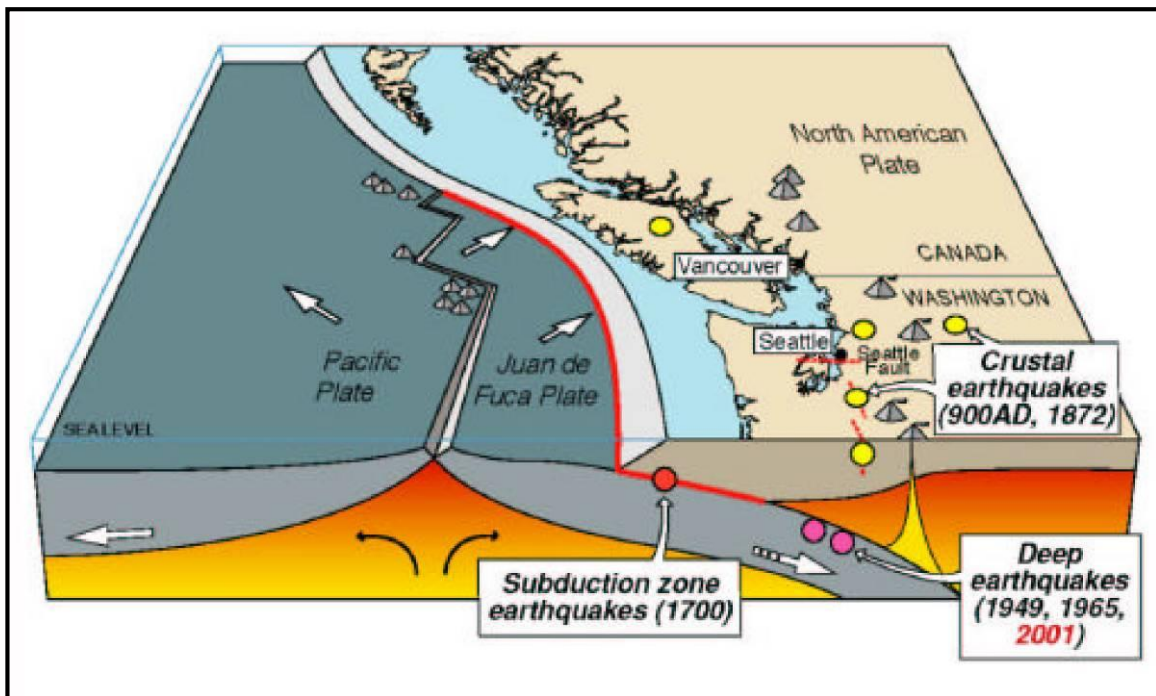 North American
Plate
CANADA
Vancouver
WASHINGTON
Seattle
Seattle
Fault
Crustal
earthquakes
(900AD, 1872)
Pacific
Plate
Juan de
Fuca Plate
SEA LEVEL
Subduction zone
earthquakes (1700)
Deep
earthquakes
(1949, 1965,
2001)